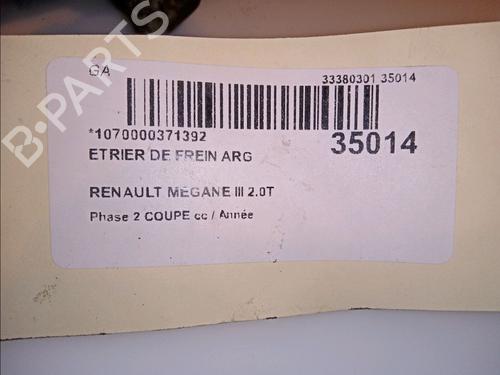 B-PARTS
GA
33380301 35014
*1070000371392
35014
ETRIER DE FREIN ARG
RENAULT MEGANE III 2.0T
Phase 2 COUPE cc / Année